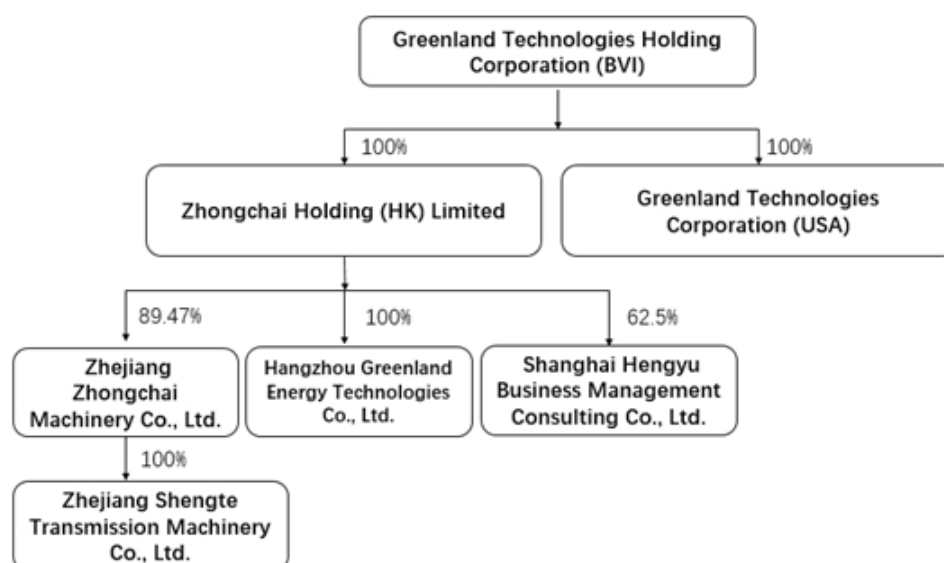 Greenland Technologies Holding
Corporation (BVI)
100%
100%
Zhongchai Holding (HK) Limited
Greenland Technologies
Corporation (USA)
89.47%
100%
62.5%
Zhejiang
Zhongchai
Machinery Co., Ltd.
Hangzhou Greenland
Energy Technologies
Co., Ltd.
Shanghai Hengyu
Business Management
Consulting Co., Ltd.
100%
Zhejiang Shengte
Transmission Machinery
Co., Ltd.